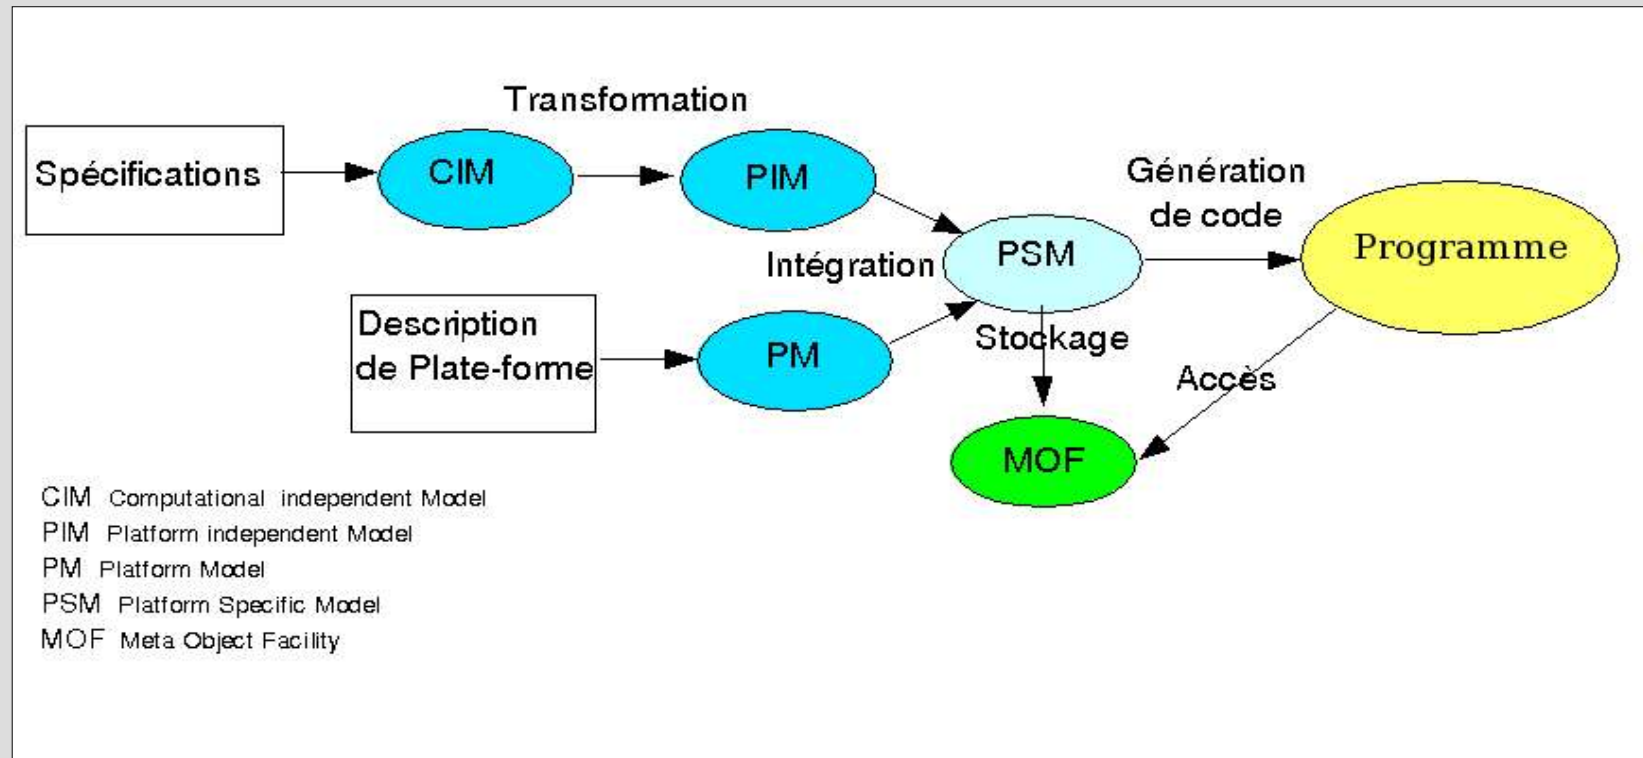 Transformation
Spécifications
CIM
PIM
Génération
de code
Programme
Intégration
PSM
Description
de Plate-forme
PM
Stockage
Accès
MOF
CIM Computational independent Model
PIM Platform independent Model
PM Platform Model
PSM Platform Specific Model
MOF Meta Object Facility